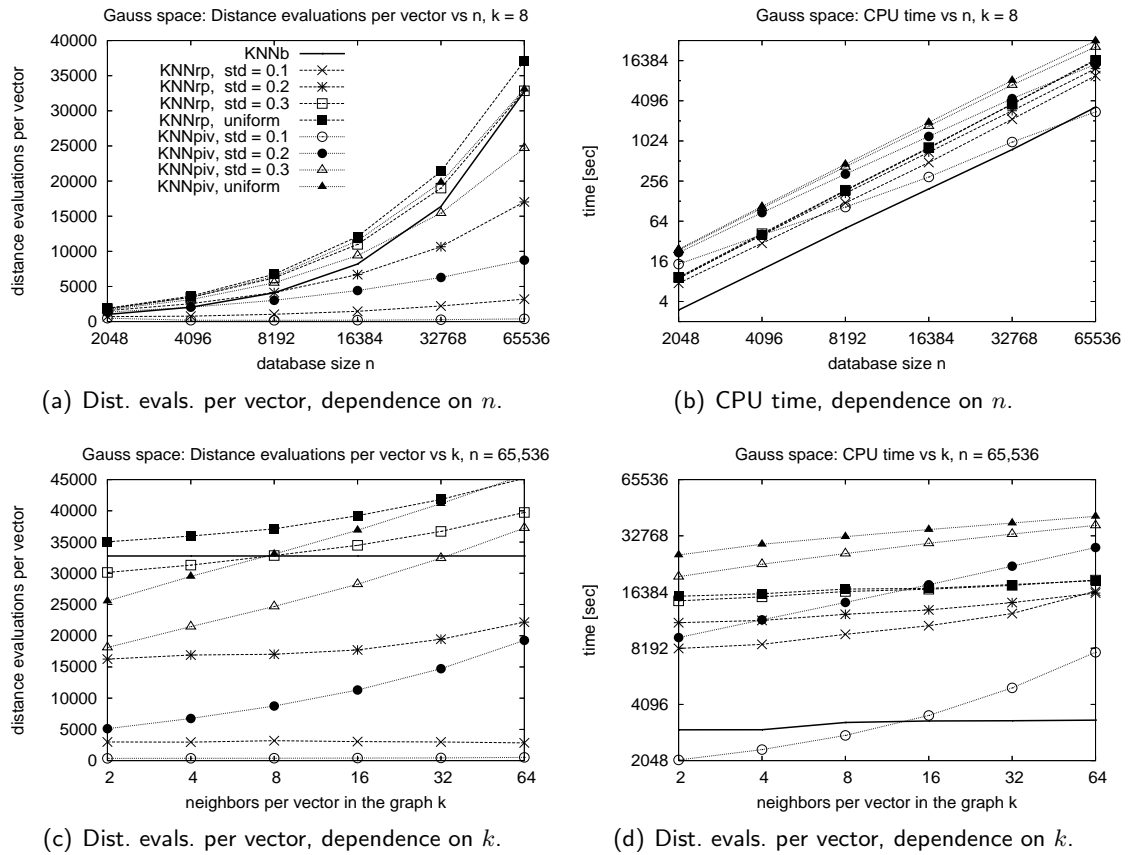 Gauss space: Distance evaluations per vector vs n, k = 8
distance evaluations per vector
40000
35000
30000
25000
20000
15000
10000
5000
0
KNNb
KNNrp, std = 0.1
KNNrp, std = 0.2
KNNrp, std = 0.3
KNNrp, uniform
KNNpiv, std = 0.1
KNNpiv, std = 0.2
KNNpiv, std = 0.3
KNNpiv, uniform
2048 4096 8192 16384 32768 65536
database size n
(a) Dist. evals. per vector, dependence on n.
Gauss space: CPU time vs n, k = 8
time [sec]
16384
4096
1024
256
64
16
4
2048 4096 8192 16384 32768 65536
database size n
(b) CPU time, dependence on n.
Gauss space: Distance evaluations per vector vs k, n = 65,536
distance evaluations per vector
45000
40000
35000
30000
25000
20000
15000
10000
5000
0
2 4 8 16 32 64
neighbors per vector in the graph k
(c) Dist. evals. per vector, dependence on k.
Gauss space: CPU time vs k, n = 65,536
time [sec]
65536
32768
16384
8192
4096
2048
2 4 8 16 32 64
neighbors per vector in the graph k
(d) Dist. evals. per vector, dependence on k.